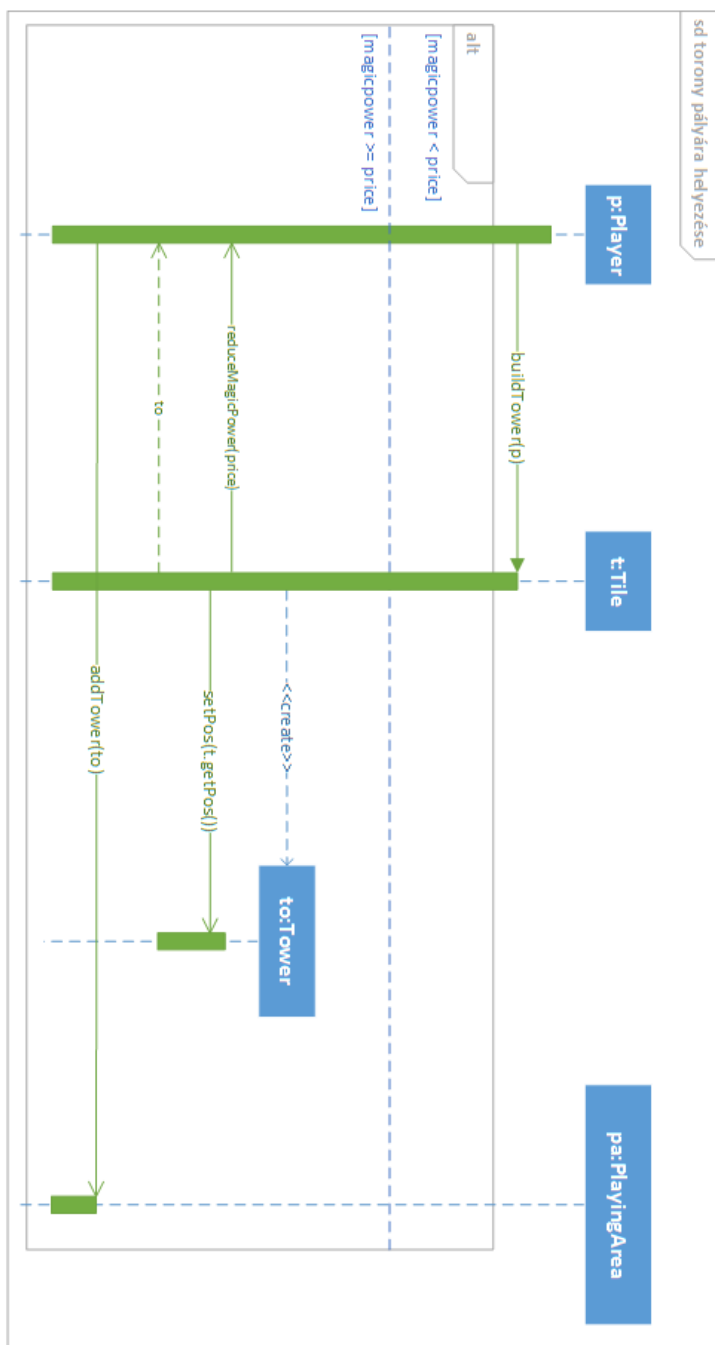 sd torony pályára helyezése
p:Player
t:Tile
pa:PlayingArea
buildTower(p)
alt
[magicpower < price]
[magicpower >= price]
<<create>>
to:Tower
reduceMagicPower(price)
setPos(t.getPos())
to
addTower(to)